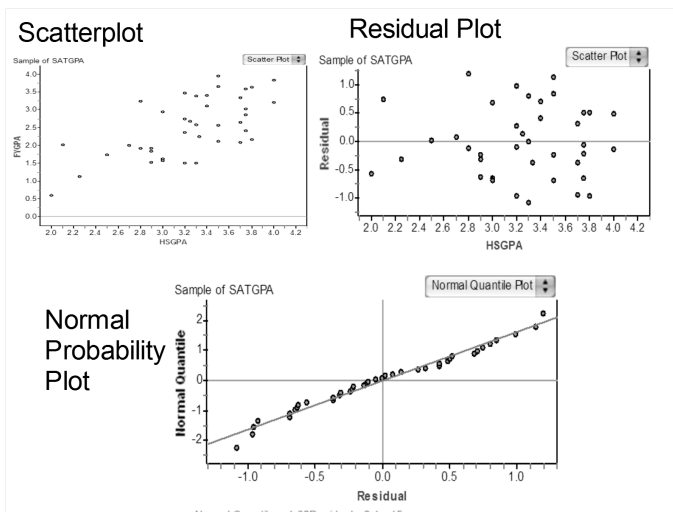 Scatterplot
Residual Plot
Sample of SATGPA
Scatter Plot
4.0
3.5
3.0
2.5
2.0
1.5
1.0
0.5
0.0
FYGPA
2.0 2.2 2.4 2.6 2.8 3.0 3.2 3.4 3.6 3.8 4.0 4.2
HSGPA
Sample of SATGPA
Scatter Plot
1.0
0.5
0.0
-0.5
-1.0
Residual
2.0 2.2 2.4 2.6 2.8 3.0 3.2 3.4 3.6 3.8 4.0 4.2
HSGPA
Normal
Probability
Plot
Sample of SATGPA
Normal Quantile Plot
2
1
0
-1
-2
Normal Quantile
-1.0 -0.5 0.0 0.5 1.0
Residual